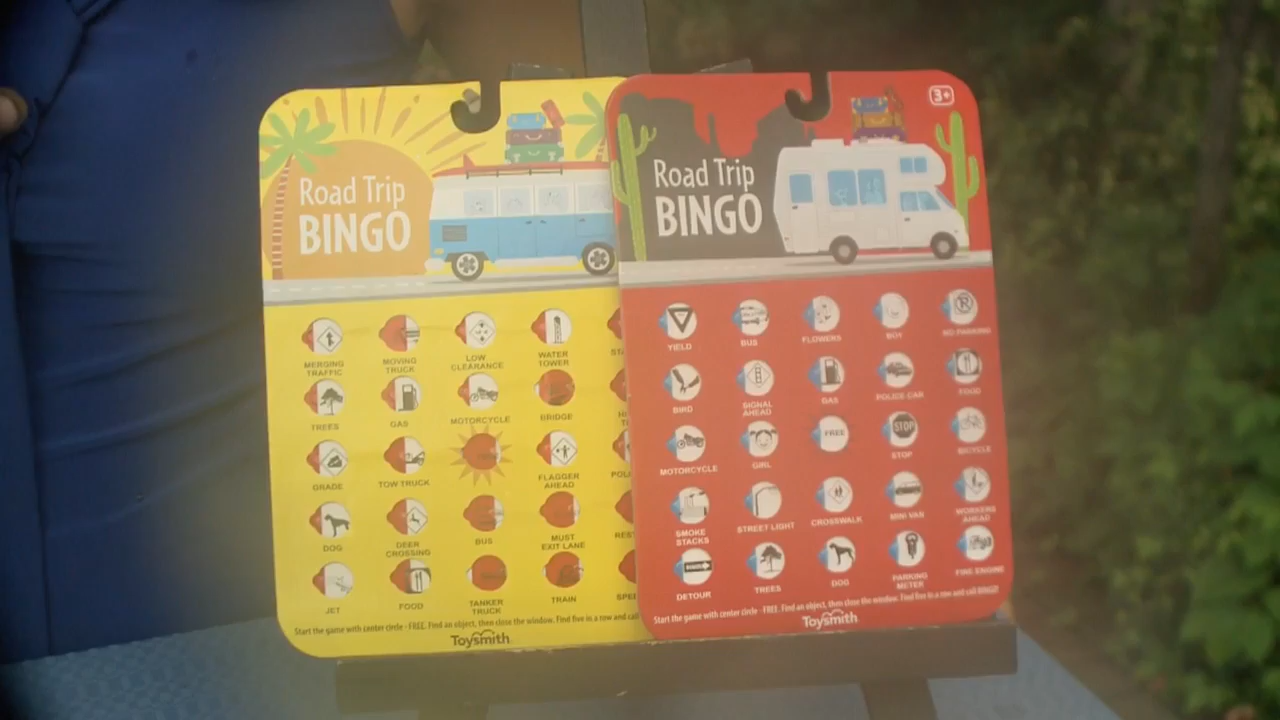 Road Trip
BINGO
MERGING
TRAFFIC
MOVING
TRUCK
LOW
CLEARANCE
WATER
TOWER
TREES
GAS
MOTORCYCLE
BRIDGE
GRADE
TOW TRUCK
FLAGGER
AHEAD
DOG
DEER
CROSSING
BUS
MUST
EXIT LANE
JET
FOOD
TANKER
TRUCK
TRAIN
Start the game with center circle - FREE. Find an object, then close the window. Find five in a row and call
Toysmith
3+
Road Trip
BINGO
YIELD
BUS
FLOWERS
BOY
NO PARKING
BIRD
SIGNAL
AHEAD
GAS
POLICE CAR
FOOD
MOTORCYCLE
GIRL
FREE
STOP
STOP
BICYCLE
SMOKE
STACKS
STREET LIGHT
CROSSWALK
MINI VAN
WORKERS
AHEAD
DETOUR
TREES
DOG
PARKING
METER
FIRE ENGINE
Start the game with center circle - FREE. Find an object, then close the window. Find five in a row and call BINGO!
Toysmith